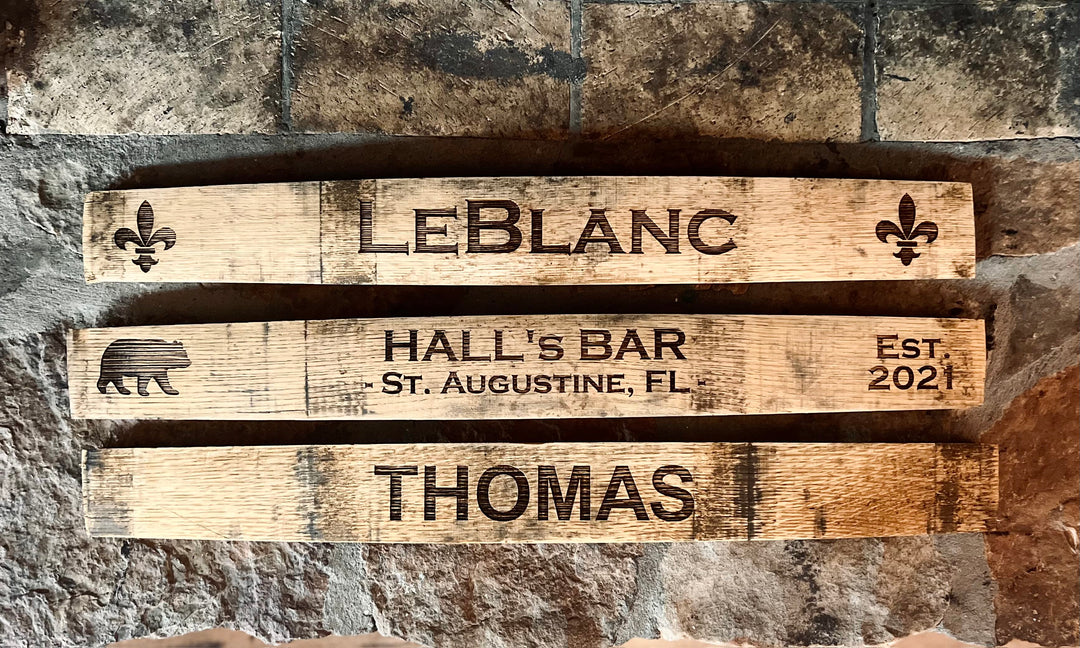 LEBLANC
HALL's BAR
- ST. AUGUSTINE, FL -
EST.
2021
THOMAS